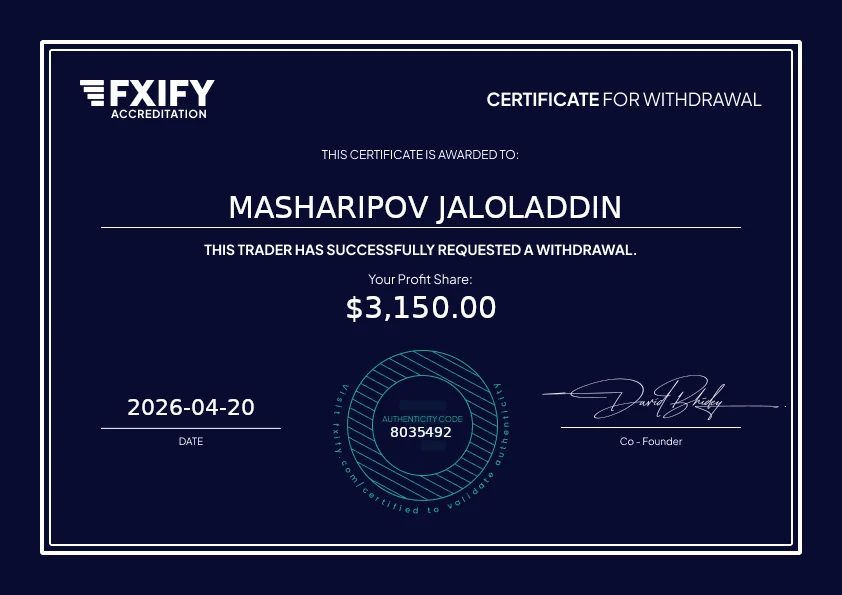 FXIFY
ACCREDITATION
CERTIFICATE FOR WITHDRAWAL
THIS CERTIFICATE IS AWARDED TO:
MASHARIPOV JALOLADDIN
THIS TRADER HAS SUCCESSFULLY REQUESTED A WITHDRAWAL.
Your Profit Share:
$3,150.00
2026-04-20
DATE
AUTHENTICITY CODE
8035492
Visit fxify.com/certified to validate authenticity
David Bhidey
Co - Founder